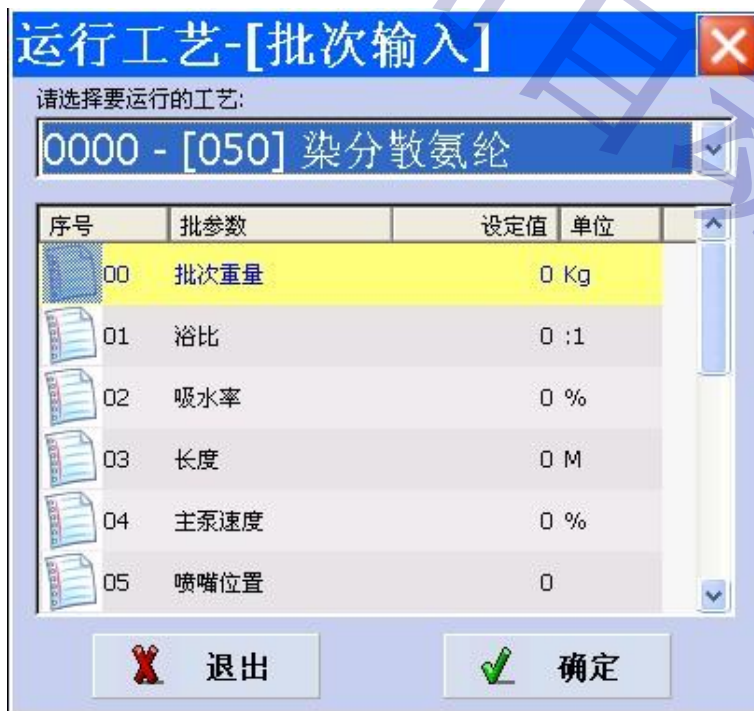 运行工艺-[批次输入]
请选择要运行的工艺:
0000 - [050] 染分散氨纶
序号 批参数 设定值 单位
00 批次重量 0 Kg
01 浴比 0 :1
02 吸水率 0 %
03 长度 0 M
04 主泵速度 0 %
05 喷嘴位置 0
退出 确定